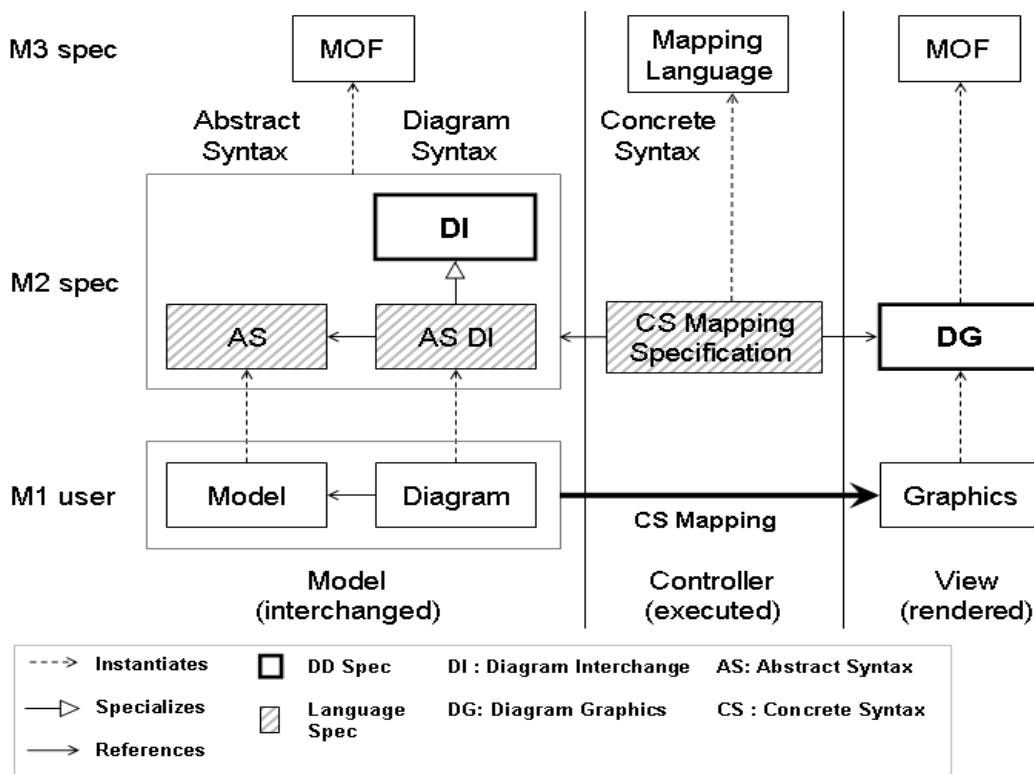 M3 spec
MOF
Mapping
Language
MOF
Abstract
Syntax
Diagram
Syntax
Concrete
Syntax
DI
M2 spec
AS
AS DI
CS Mapping
Specification
DG
M1 user
Model
Diagram
CS Mapping
Graphics
Model
(interchanged)
Controller
(executed)
View
(rendered)
Instantiates
DD Spec
DI : Diagram Interchange
AS: Abstract Syntax
Specializes
Language
Spec
DG: Diagram Graphics
CS : Concrete Syntax
References